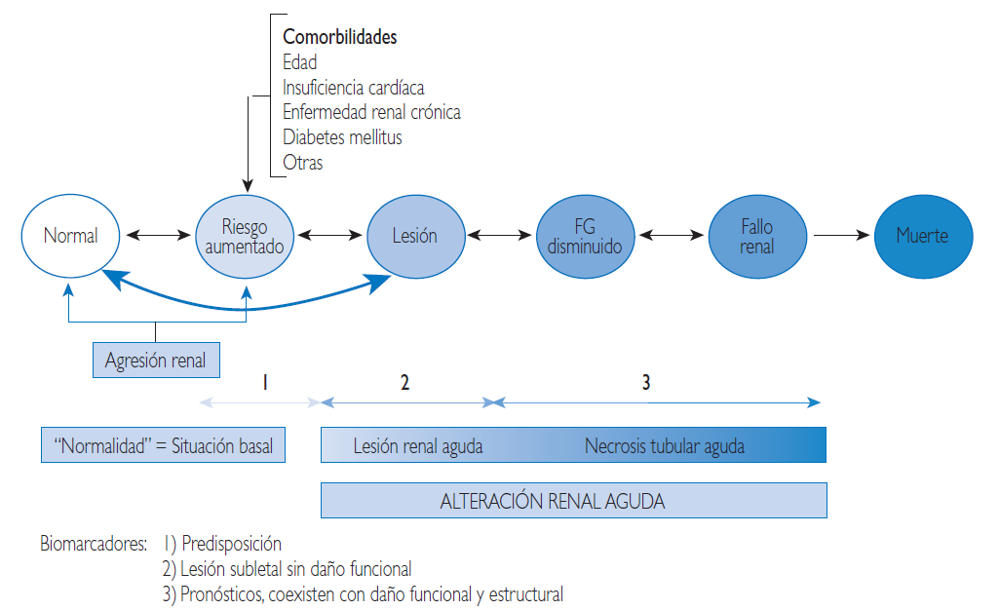 Comorbilidades
Edad
Insuficiencia cardíaca
Enfermedad renal crónica
Diabetes mellitus
Otras
Normal
Riesgo
aumentado
Lesión
FG
disminuido
Fallo
renal
Muerte
Agresión renal
1
2
3
“Normalidad” = Situación basal
Lesión renal aguda
Necrosis tubular aguda
ALTERACIÓN RENAL AGUDA
Biomarcadores: 1) Predisposición
2) Lesión subletal sin daño funcional
3) Pronósticos, coexisten con daño funcional y estructural